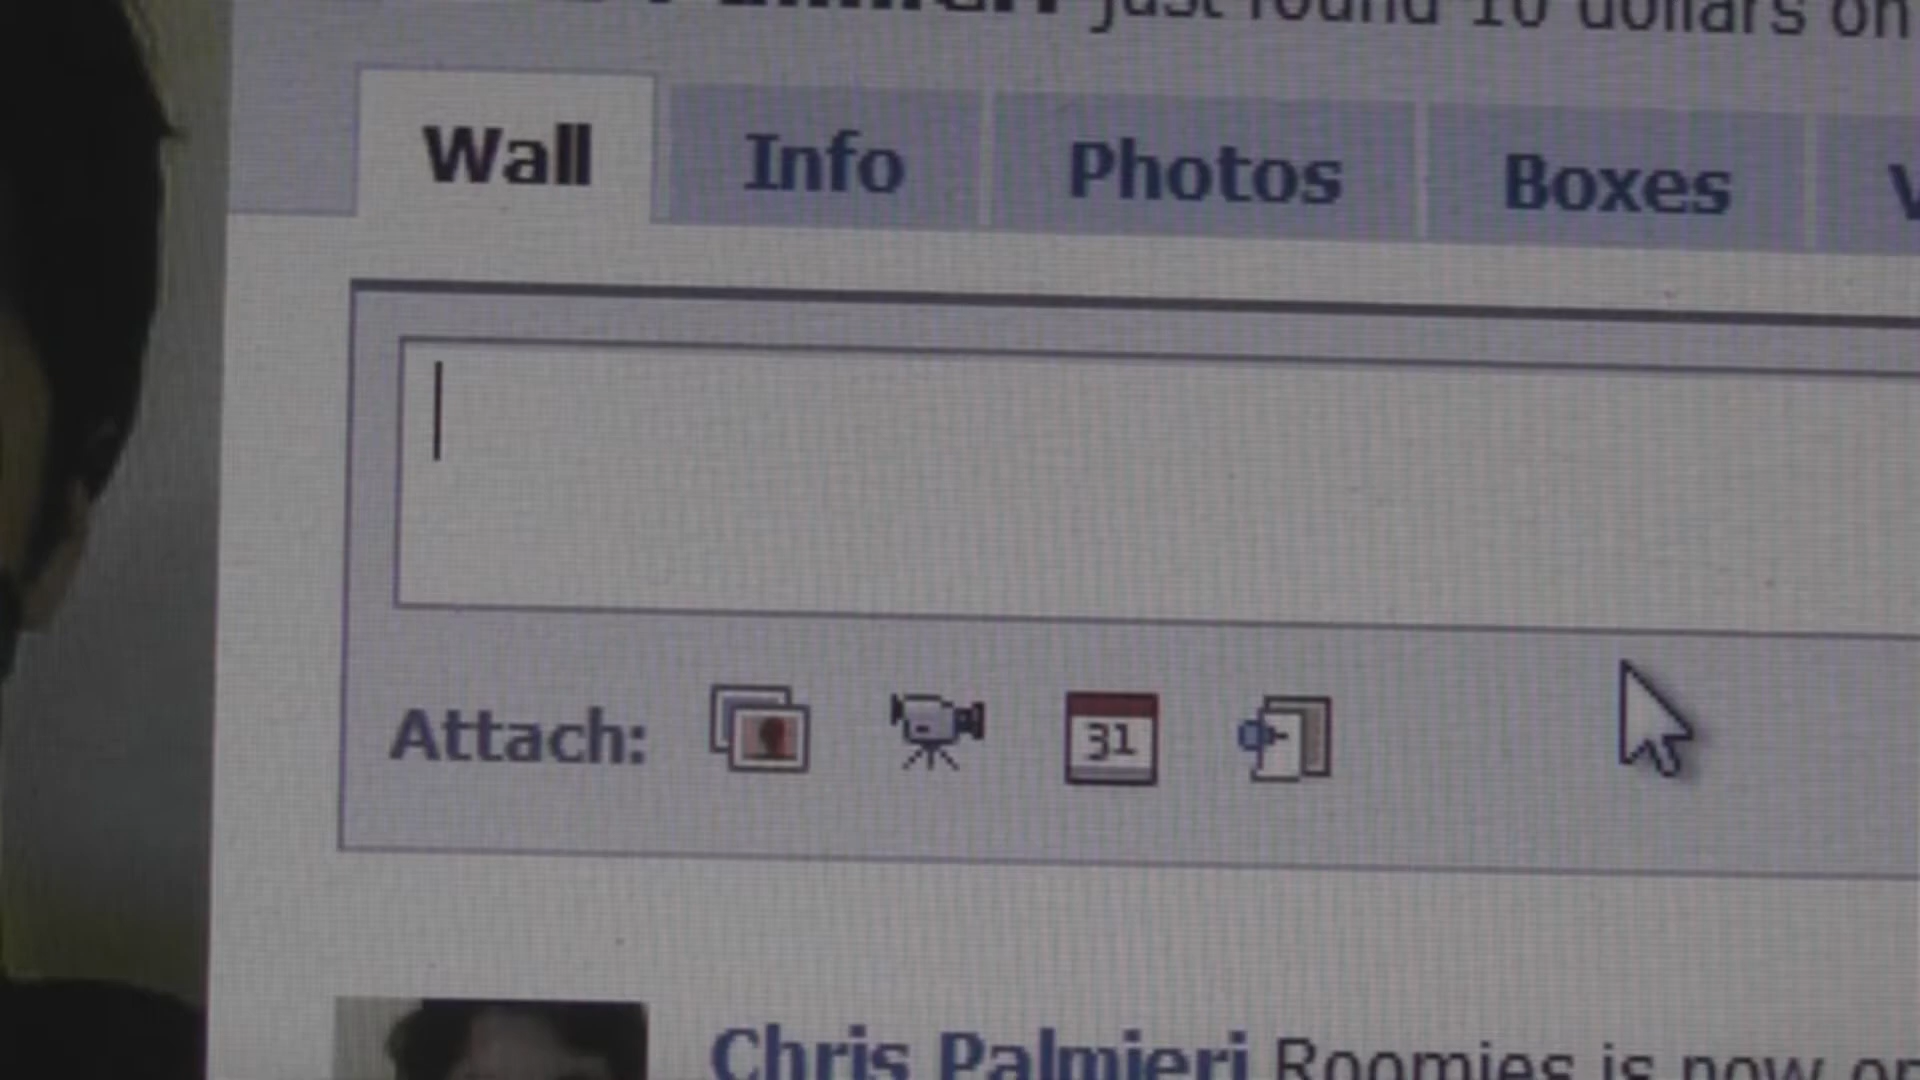 just found 10 dollars on
Wall Info Photos Boxes
Attach: 31
Chris Palmieri Roomies is now on